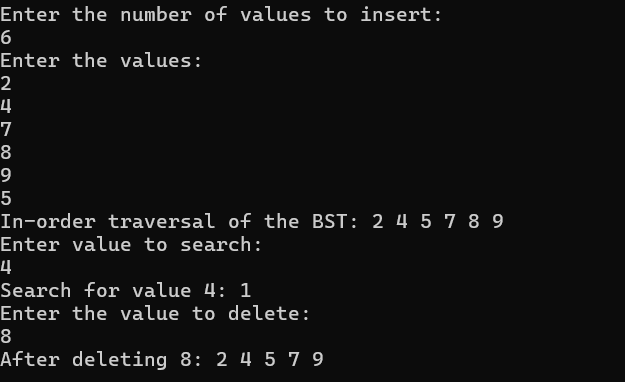 Enter the number of values to insert:
6
Enter the values:
2
4
7
8
9
5
In-order traversal of the BST: 2 4 5 7 8 9
Enter value to search:
4
Search for value 4: 1
Enter the value to delete:
8
After deleting 8: 2 4 5 7 9